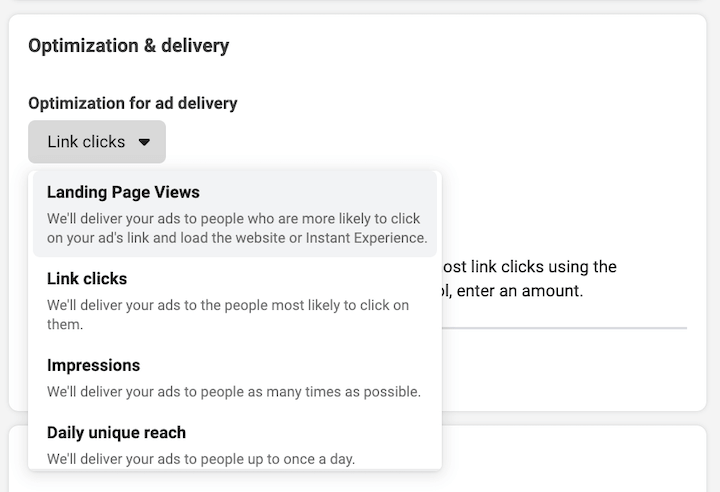 Optimization & delivery
Optimization for ad delivery
Link clicks
Landing Page Views
We'll deliver your ads to people who are more likely to click
on your ad's link and load the website or Instant Experience.
Link clicks
We'll deliver your ads to the people most likely to click on
them.
Impressions
We'll deliver your ads to people as many times as possible.
Daily unique reach
We'll deliver your ads to people up to once a day.
link clicks using the
, enter an amount.